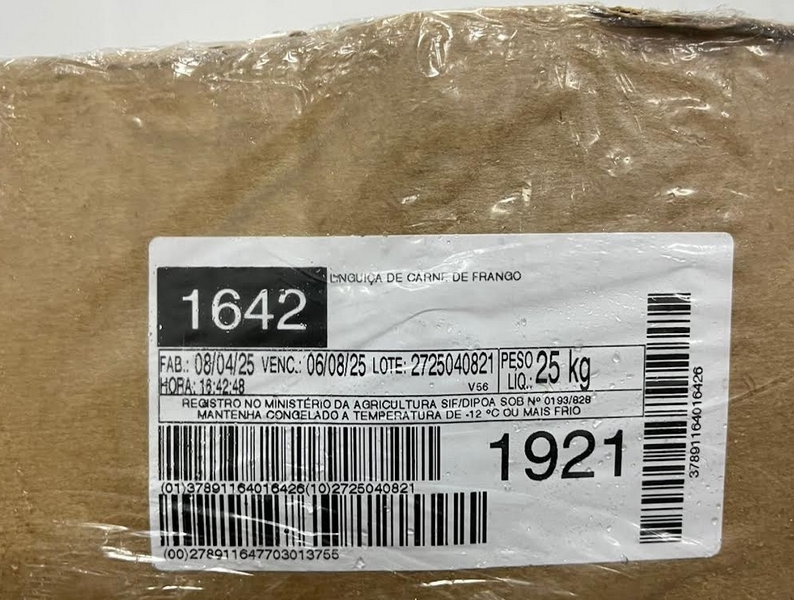 LINGUIÇA DE CARNE DE FRANGO
1642
FAB.: 08/04/25 VENC.: 06/08/25 LOTE: 2725040821
PESO LIQ.: 25 kg
HORA: 16:42:48 V56
REGISTRO NO MINISTÉRIO DA AGRICULTURA SIF/DIPOA SOB Nº 0193/828
MANTENHA CONGELADO A TEMPERATURA DE -12 °C OU MAIS FRIO
1921
(01)37891164016426(10)2725040821
(00)278911647703013755
37891164016426